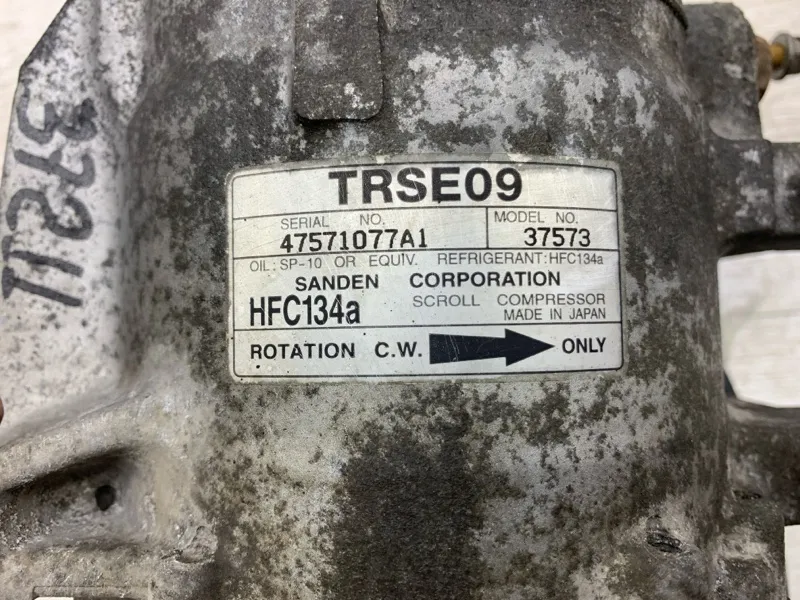 TRSE09
SERIAL NO. MODEL NO.
47571077A1 37573
OIL: SP-10 OR EQUIV. REFRIGERANT:HFC134a
SANDEN CORPORATION
HFC134a SCROLL COMPRESSOR
MADE IN JAPAN
ROTATION C.W. ONLY